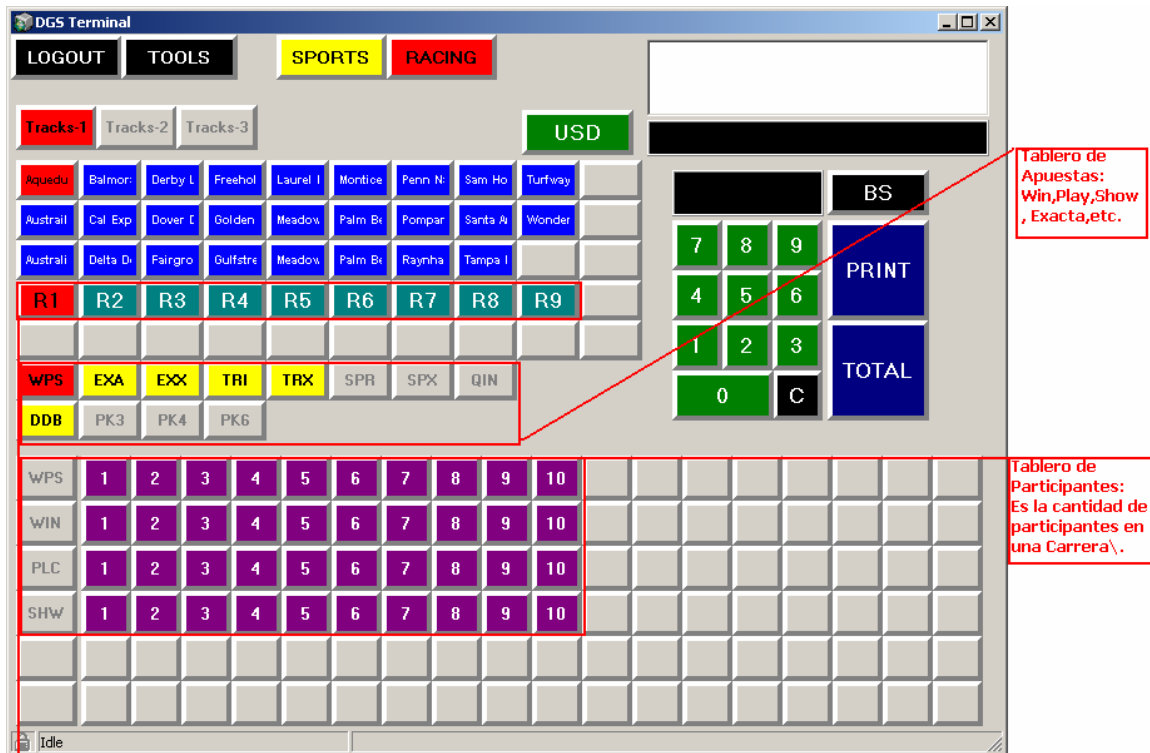 DGS Terminal
LOGOUT TOOLS SPORTS RACING
Tracks-1 Tracks-2 Tracks-3 USD
Aquedu Balmor: Derby L Freehol Laurel I Montice Penn N: Sam Ho Turfway
BS
Austrail Cal Exp Dover D Golden Meadow Palm Be Pompar Santa A Wonder
Australi Delta D Fairgro Gulfstre Meadow Palm Be Raynha Tampa I
7 8 9 PRINT
R1 R2 R3 R4 R5 R6 R7 R8 R9
4 5 6
1 2 3 TOTAL
WPS EXA EXX TRI TRX SPR SPX QIN
0 C
DDB PK3 PK4 PK6
WPS 1 2 3 4 5 6 7 8 9 10
WIN 1 2 3 4 5 6 7 8 9 10
PLC 1 2 3 4 5 6 7 8 9 10
SHW 1 2 3 4 5 6 7 8 9 10
Idle
Tablero de
Apuestas:
Win,Play,Show
, Exacta,etc.
Tablero de
Participantes:
Es la cantidad de
participantes en
una Carrera\.